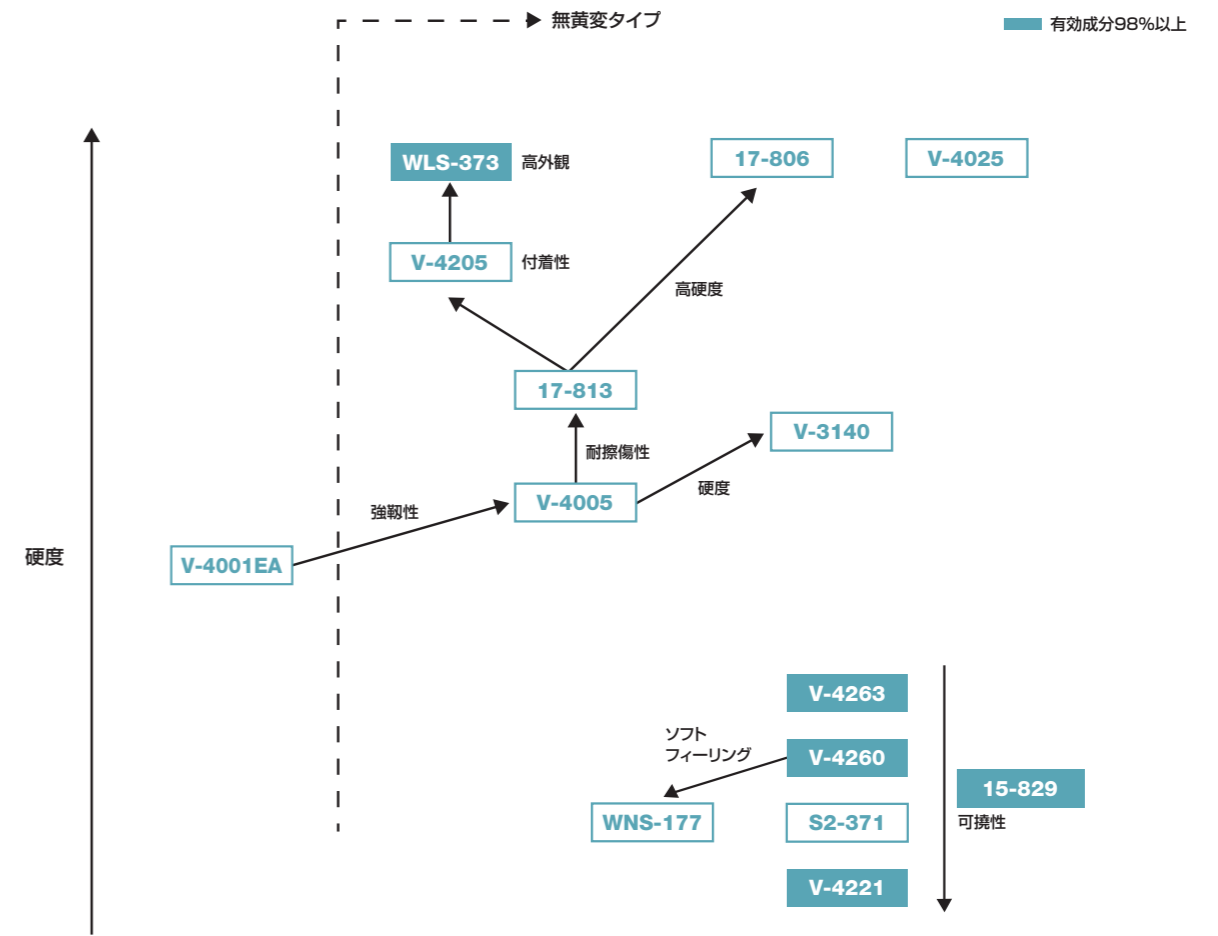 無黄変タイプ
有効成分98%以上
WLS-373
高外観
17-806
V-4025
V-4205
付着性
高硬度
17-813
V-3140
耐擦傷性
硬度
V-4005
強靱性
硬度
V-4001EA
V-4263
ソフト
フィーリング
V-4260
15-829
WNS-177
S2-371
可撓性
V-4221